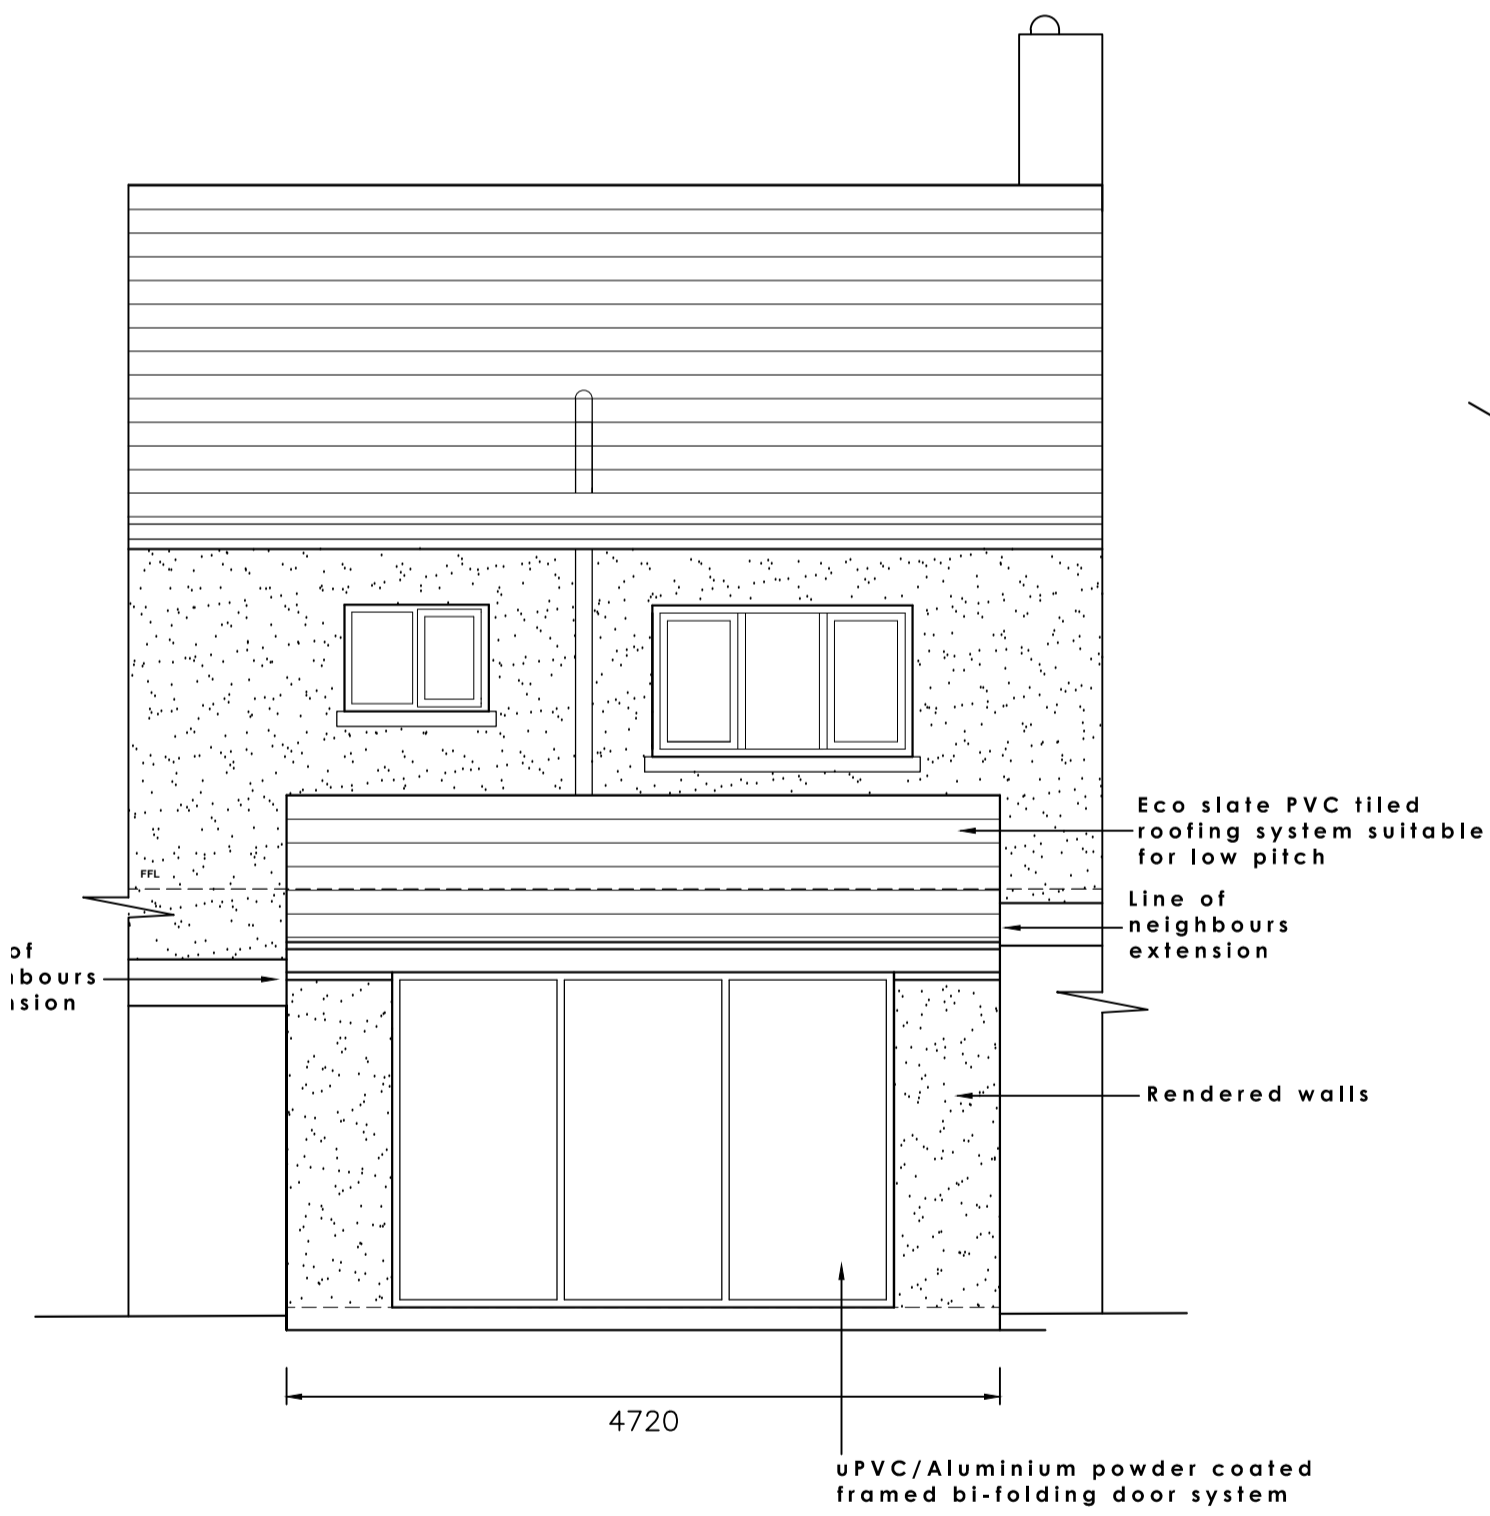 Eco slate PVC tiled
roofing system suitable
for low pitch
FFL
Line of
neighbours
extension
of
Rendered walls
4720
uPVC/Aluminium powder coated
framed bi-folding door system